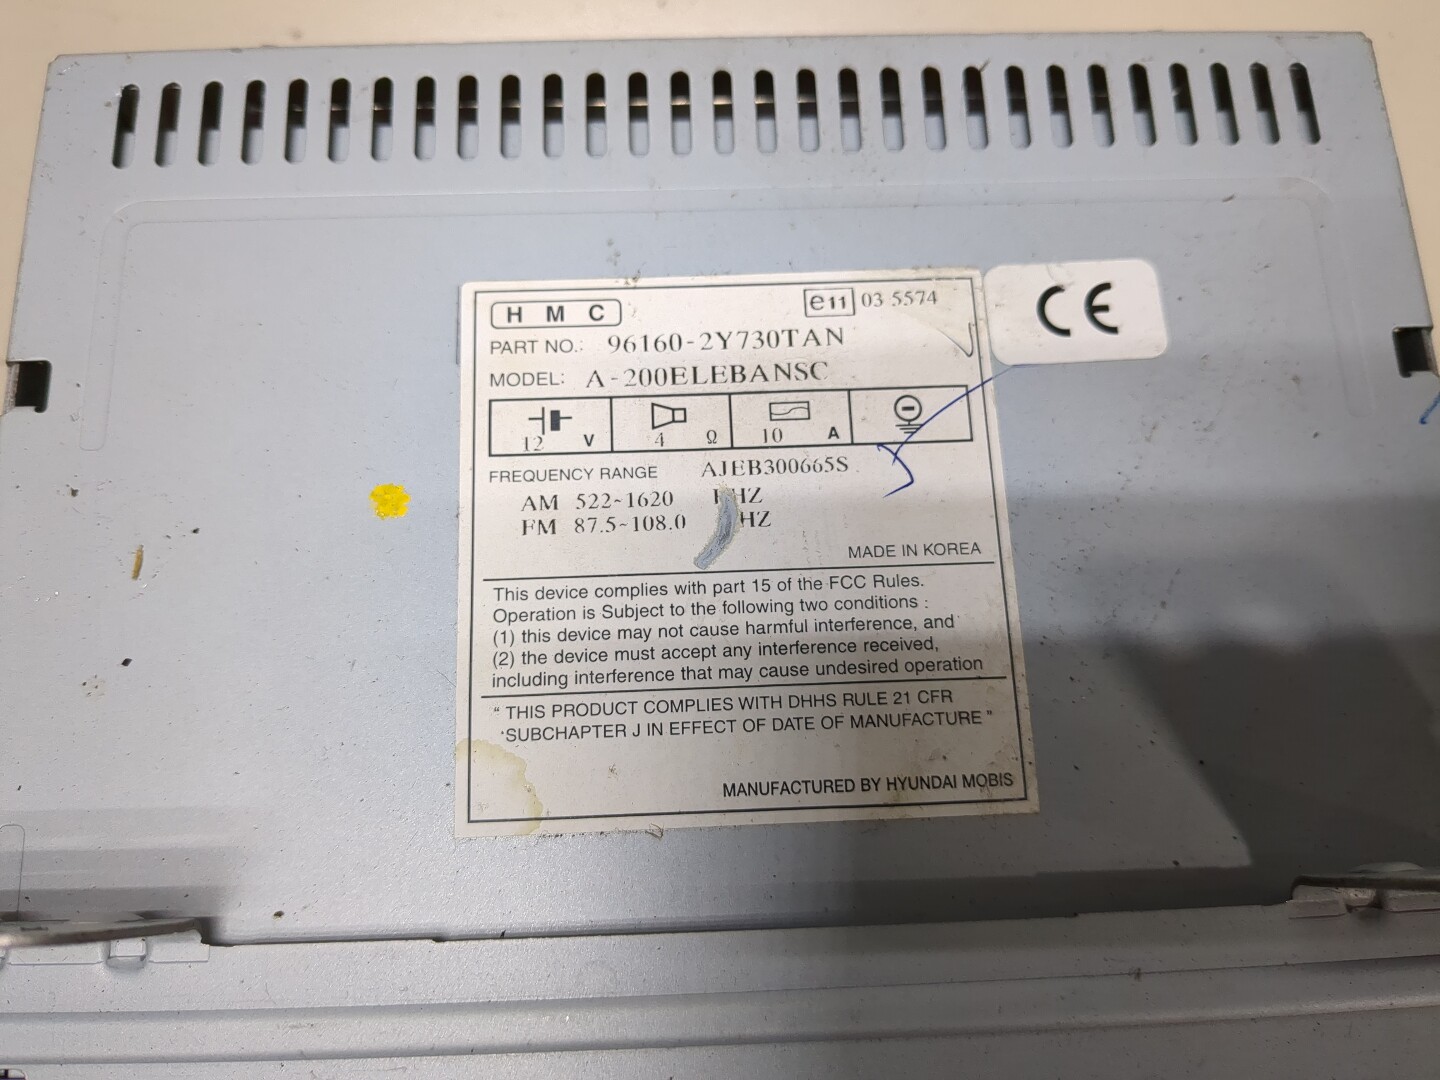 HMC
e11 03 5574
CE
PART NO.: 96160-2Y730TAN
MODEL: A-200ELEBANSC
12 V 4 Ω 10 A
FREQUENCY RANGE AJEB300665S
AM 522~1620 HZ
FM 87.5~108.0 HZ
MADE IN KOREA
This device complies with part 15 of the FCC Rules.
Operation is Subject to the following two conditions :
(1) this device may not cause harmful interference, and
(2) the device must accept any interference received,
including interference that may cause undesired operation
" THIS PRODUCT COMPLIES WITH DHHS RULE 21 CFR
SUBCHAPTER J IN EFFECT OF DATE OF MANUFACTURE "
MANUFACTURED BY HYUNDAI MOBIS